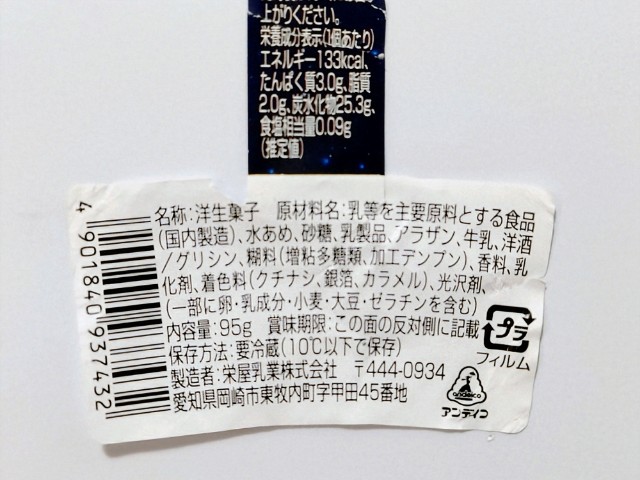 上がりください。
栄養成分表示(1個あたり)
エネルギー133kcal、
たんぱく質3.0g、脂質
2.0g、炭水化物25.3g、
食塩相当量0.09g
(推定値)
名称:洋生菓子 原材料名:乳等を主要原料とする食品
(国内製造)、水あめ、砂糖、乳製品、アラザン、牛乳、洋酒
/グリシン、糊料(増粘多糖類、加工デンプン)、香料、乳
化剤、着色料(クチナシ、銀箔、カラメル)、光沢剤、
(一部に卵・乳成分・小麦・大豆・ゼラチンを含む)
内容量:95g 賞味期限:この面の反対側に記載
保存方法:要冷蔵(10℃以下で保存)
製造者:栄屋乳業株式会社 〒444-0934
愛知県岡崎市東牧内町字甲田45番地
プラ
フィルム
andeico
アンデイコ
4 901840 937432